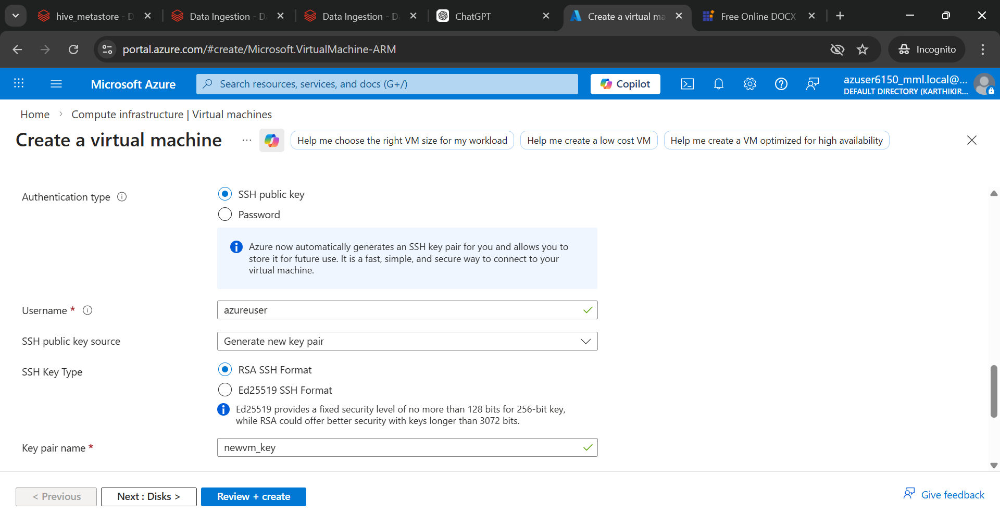 hive_metastore - D
Data Ingestion - D
Data Ingestion - D
ChatGPT
Create a virtual ma
Free Online DOCX
portal.azure.com/#create/Microsoft.VirtualMachine-ARM
Incognito
Microsoft Azure
Search resources, services, and docs (G+/)
Copilot
azuser6150_mml.local@...
DEFAULT DIRECTORY (KARTHIKIR...
Home > Compute infrastructure | Virtual machines
Create a virtual machine
...
Help me choose the right VM size for my workload
Help me create a low cost VM
Help me create a VM optimized for high availability
Authentication type
SSH public key
Password
Azure now automatically generates an SSH key pair for you and allows you to
store it for future use. It is a fast, simple, and secure way to connect to your
virtual machine.
Username *
azureuser
SSH public key source
Generate new key pair
SSH Key Type
RSA SSH Format
Ed25519 SSH Format
Ed25519 provides a fixed security level of no more than 128 bits for 256-bit key,
while RSA could offer better security with keys longer than 3072 bits.
Key pair name *
newvm_key
< Previous
Next : Disks >
Review + create
Give feedback